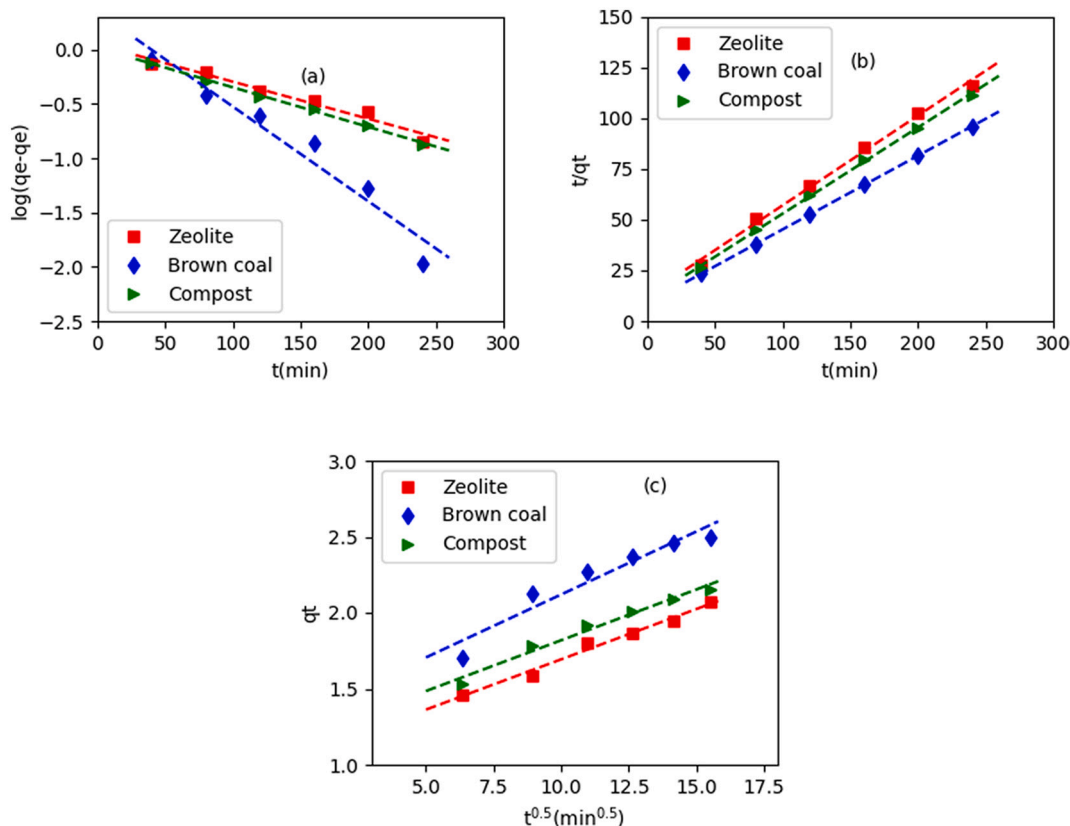 (a)
log(qe-qe)
0.0
−0.5
−1.0
−1.5
−2.0
−2.5
Zeolite
Brown coal
Compost
0 50 100 150 200 250 300
t(min)
(b)
t/qt
150
125
100
75
50
25
0
Zeolite
Brown coal
Compost
0 50 100 150 200 250 300
t(min)
(c)
qt
3.0
2.5
2.0
1.5
1.0
Zeolite
Brown coal
Compost
5.0 7.5 10.0 12.5 15.0 17.5
t^0.5(min^0.5)